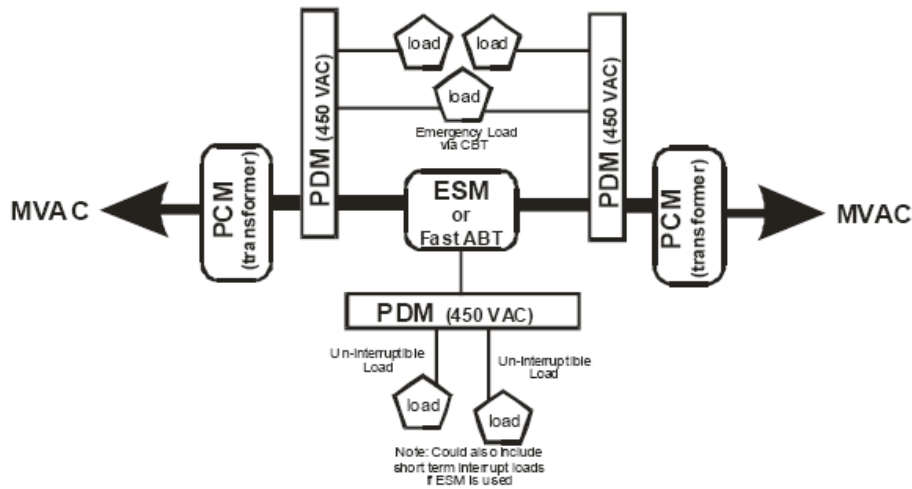 load
load
load
Emergency Load
via CBT
PDM (450 VAC)
PDM (450 VAC)
MVAC
PCM
(transformer)
ESM
or
Fast ABT
PCM
(transformer)
MVAC
PDM (450 VAC)
Un-Interruptible
Load
Un-Interruptible
Load
load
load
Note: Could also Include
short term Interrupt loads
If ESM Is used